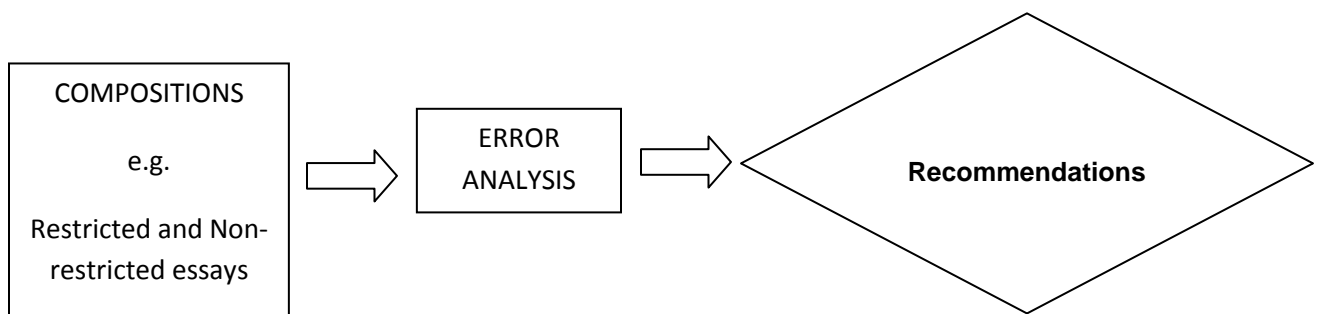 COMPOSITIONS
e.g.
Restricted and Non-
restricted essays
ERROR
ANALYSIS
Recommendations